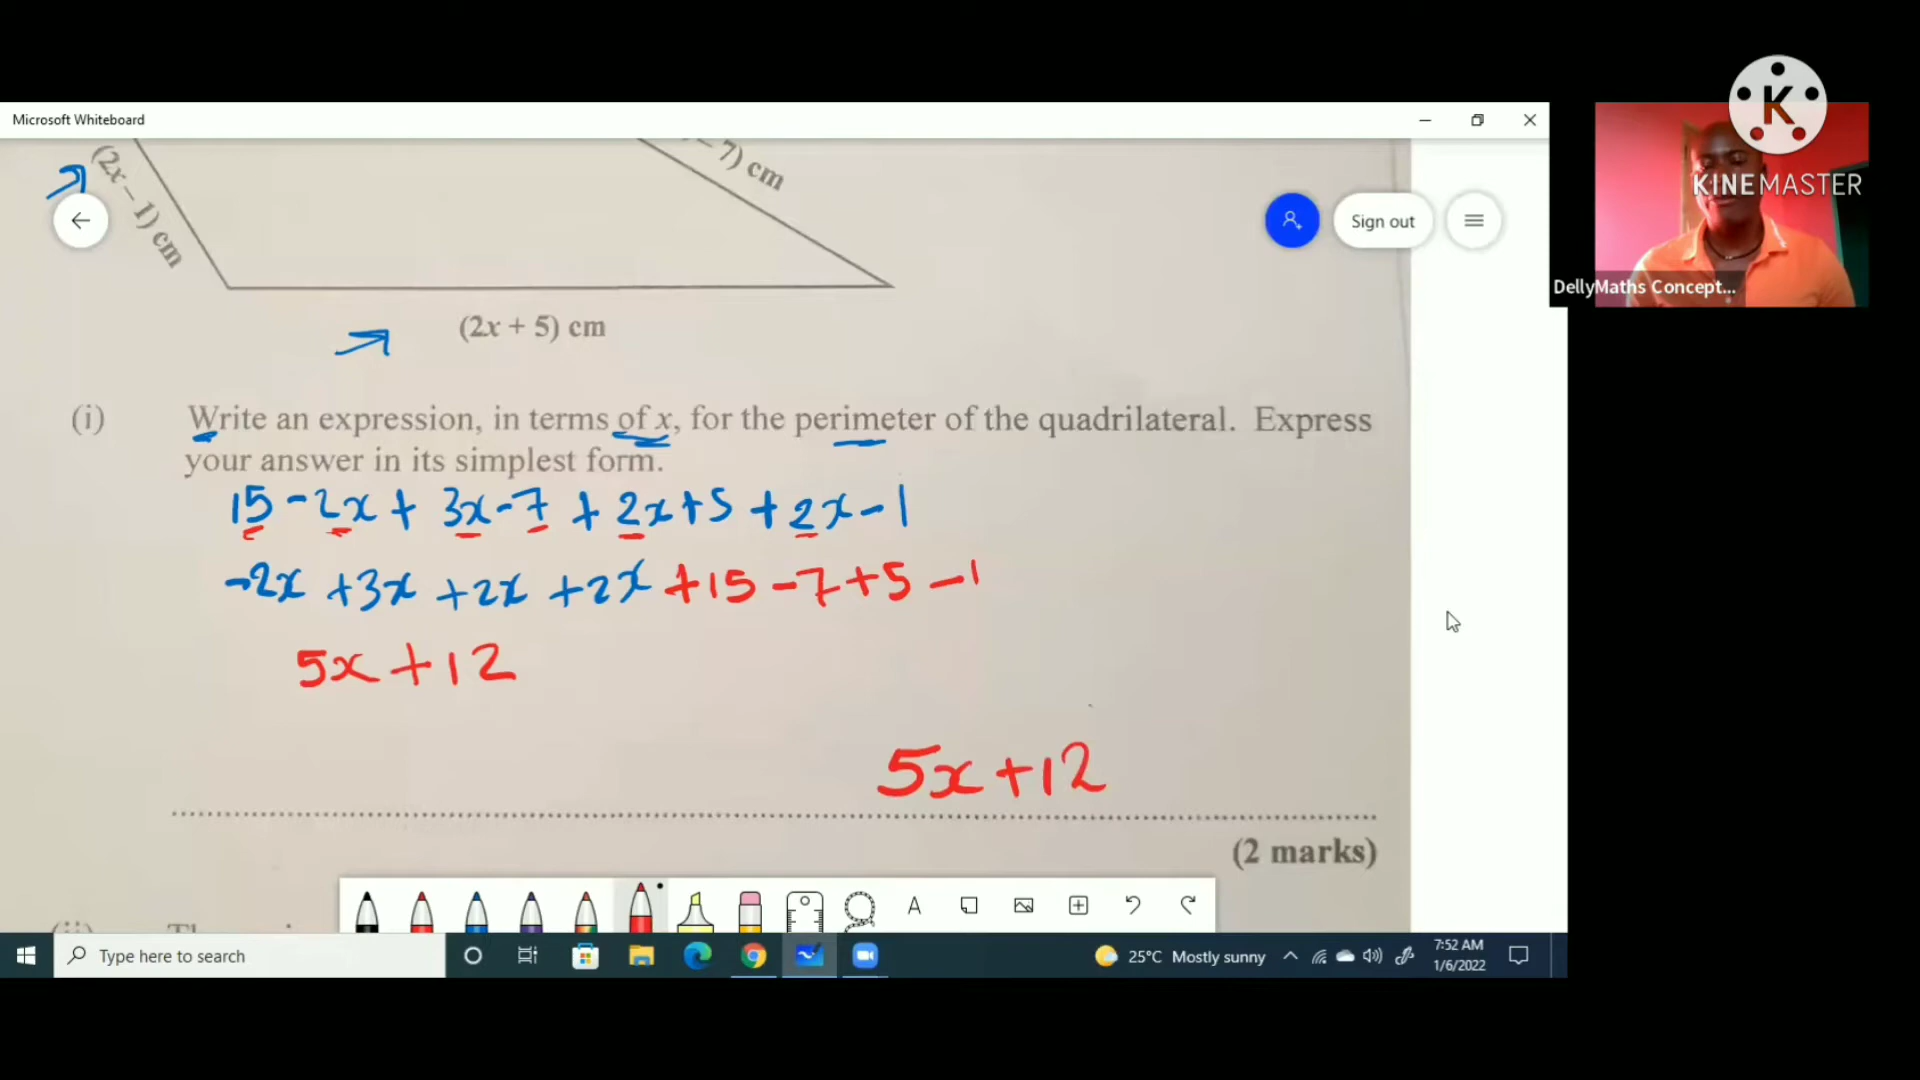 Microsoft Whiteboard
KINEMASTER
DellyMaths Concept...
Sign out
(2x – 1) cm
– 7) cm
(2x + 5) cm
(i) Write an expression, in terms of x, for the perimeter of the quadrilateral. Express
your answer in its simplest form.
15 - 2x + 3x - 7 + 2x + 5 + 2x - 1
-2x +3x +2x +2x +15 -7 +5 -1
5x + 12
5x + 12
(2 marks)
Type here to search
25°C Mostly sunny
7:52 AM
1/6/2022